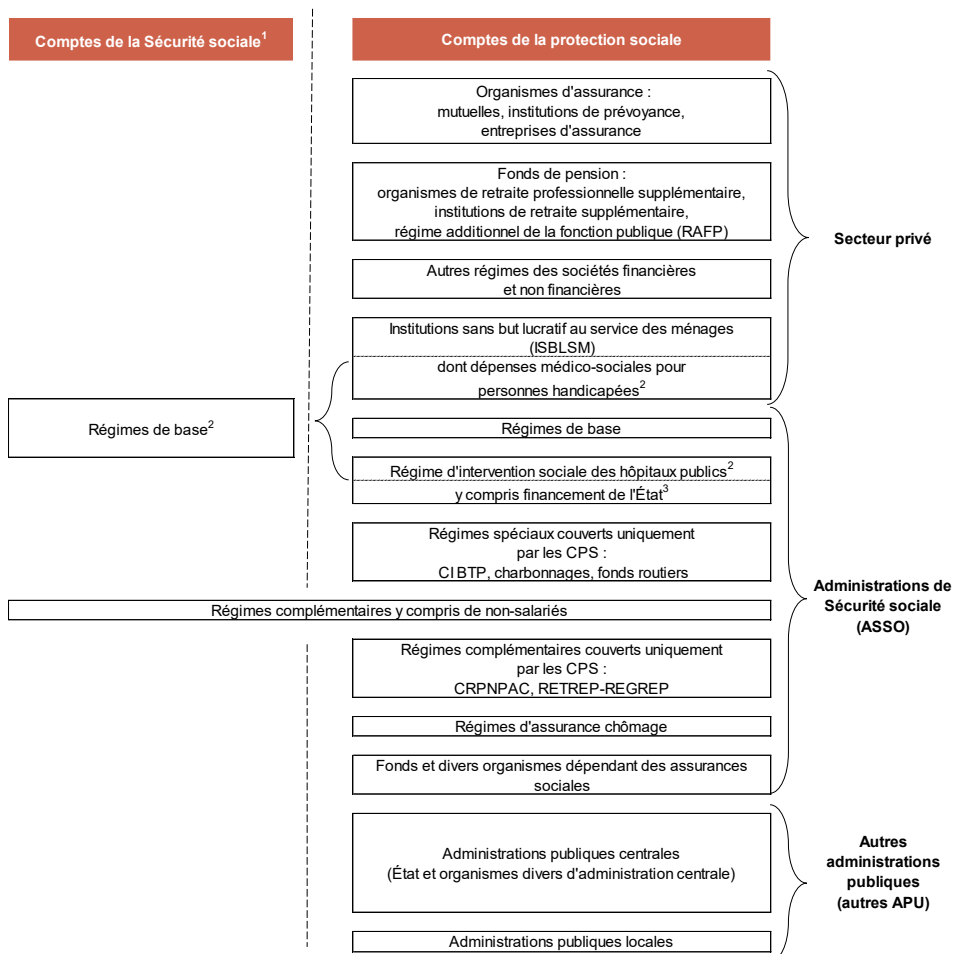 Comptes de la Sécurité sociale¹
Comptes de la protection sociale
Organismes d'assurance :
mutuelles, institutions de prévoyance,
entreprises d'assurance
Fonds de pension :
organismes de retraite professionnelle supplémentaire,
institutions de retraite supplémentaire,
régime additionnel de la fonction publique (RAFP)
Secteur privé
Autres régimes des sociétés financières
et non financières
Institutions sans but lucratif au service des ménages
(ISBLSM)
dont dépenses médico-sociales pour
personnes handicapées²
Régimes de base²
Régimes de base
Régime d'intervention sociale des hôpitaux publics²
y compris financement de l'État³
Régimes spéciaux couverts uniquement
par les CPS :
CIBTP, charbonnages, fonds routiers
Administrations de
Sécurité sociale
(ASSO)
Régimes complémentaires y compris de non-salariés
Régimes complémentaires couverts uniquement
par les CPS :
CRPNPAC, RETREP-REGREP
Régimes d'assurance chômage
Fonds et divers organismes dépendant des assurances
sociales
Administrations publiques centrales
(État et organismes divers d'administration centrale)
Autres
administrations
publiques
(autres APU)
Administrations publiques locales